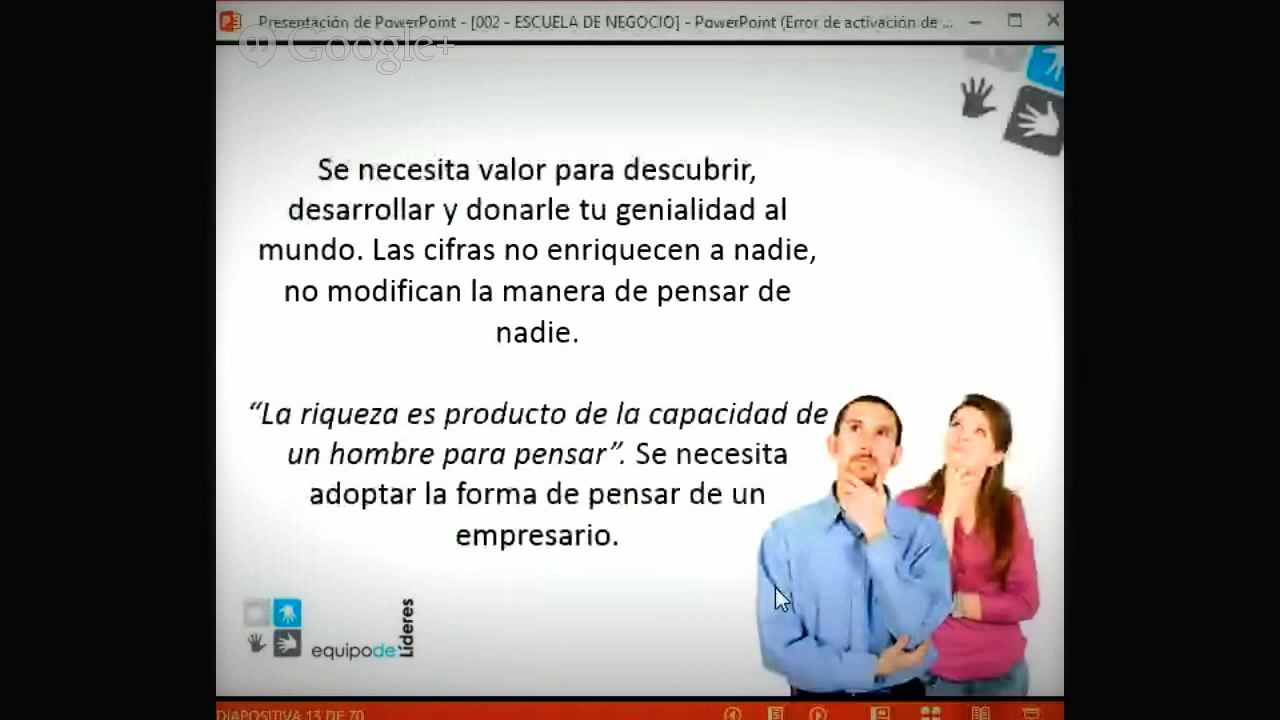 Presentación de PowerPoint - [002 - ESCUELA DE NEGOCIO] - PowerPoint (Error de activación de ...
Google+
Se necesita valor para descubrir,
desarrollar y donarle tu genialidad al
mundo. Las cifras no enriquecen a nadie,
no modifican la manera de pensar de
nadie.
“La riqueza es producto de la capacidad de
un hombre para pensar”. Se necesita
adoptar la forma de pensar de un
empresario.
equipode
Líderes
DIAPOSITIVA 13 DE 70